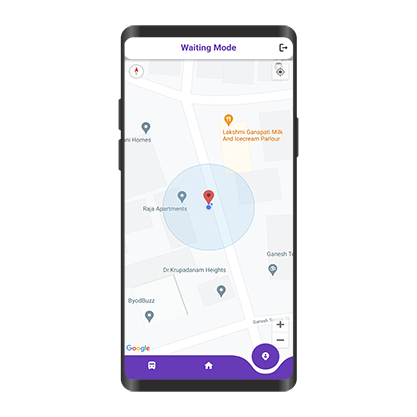 Waiting Mode
ni Homes
Lakshmi Ganapati Milk
And Icecream Parlour
Raja Apartments
Ganesh Te
Dr.Krupadanam Heights
ByodBuzz
Ganesh T
+
−
Google